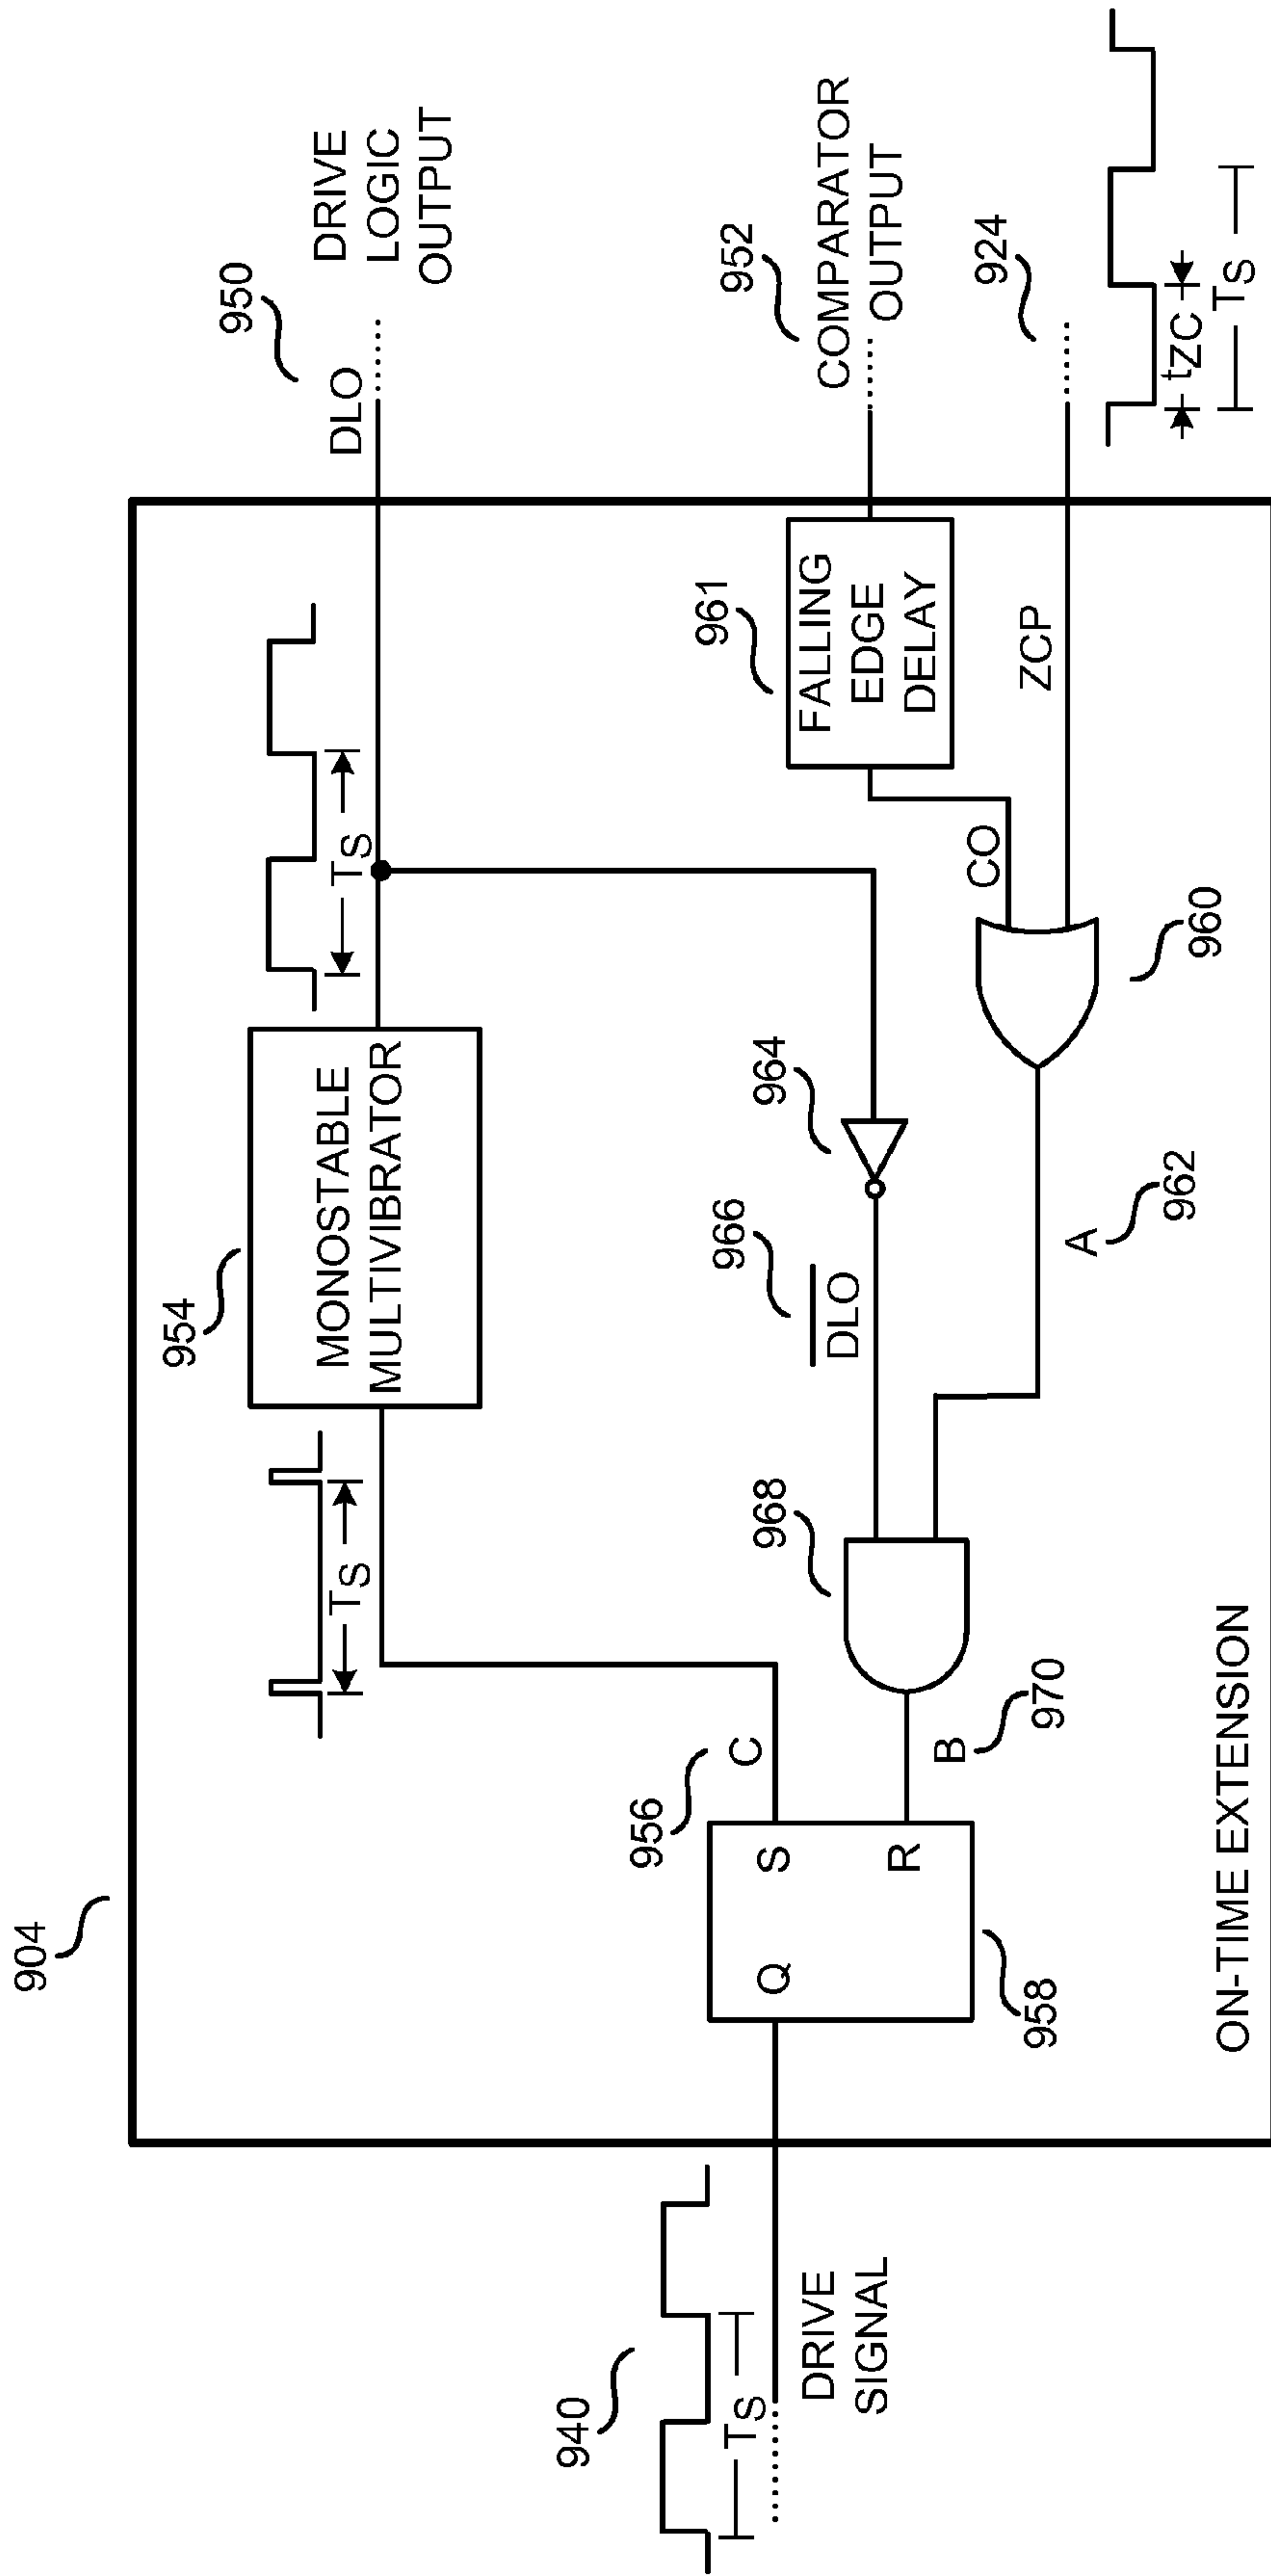 904
940
TS
DRIVE
SIGNAL
954
MONOSTABLE
MULTIVIBRATOR
TS
TS
950
DLO
DRIVE
LOGIC
OUTPUT
956
C
Q
S
R
958
B
970
968
966
DLO
964
A
962
960
CO
961
FALLING
EDGE
DELAY
ZCP
952
COMPARATOR
OUTPUT
924
tZC
TS
ON-TIME EXTENSION